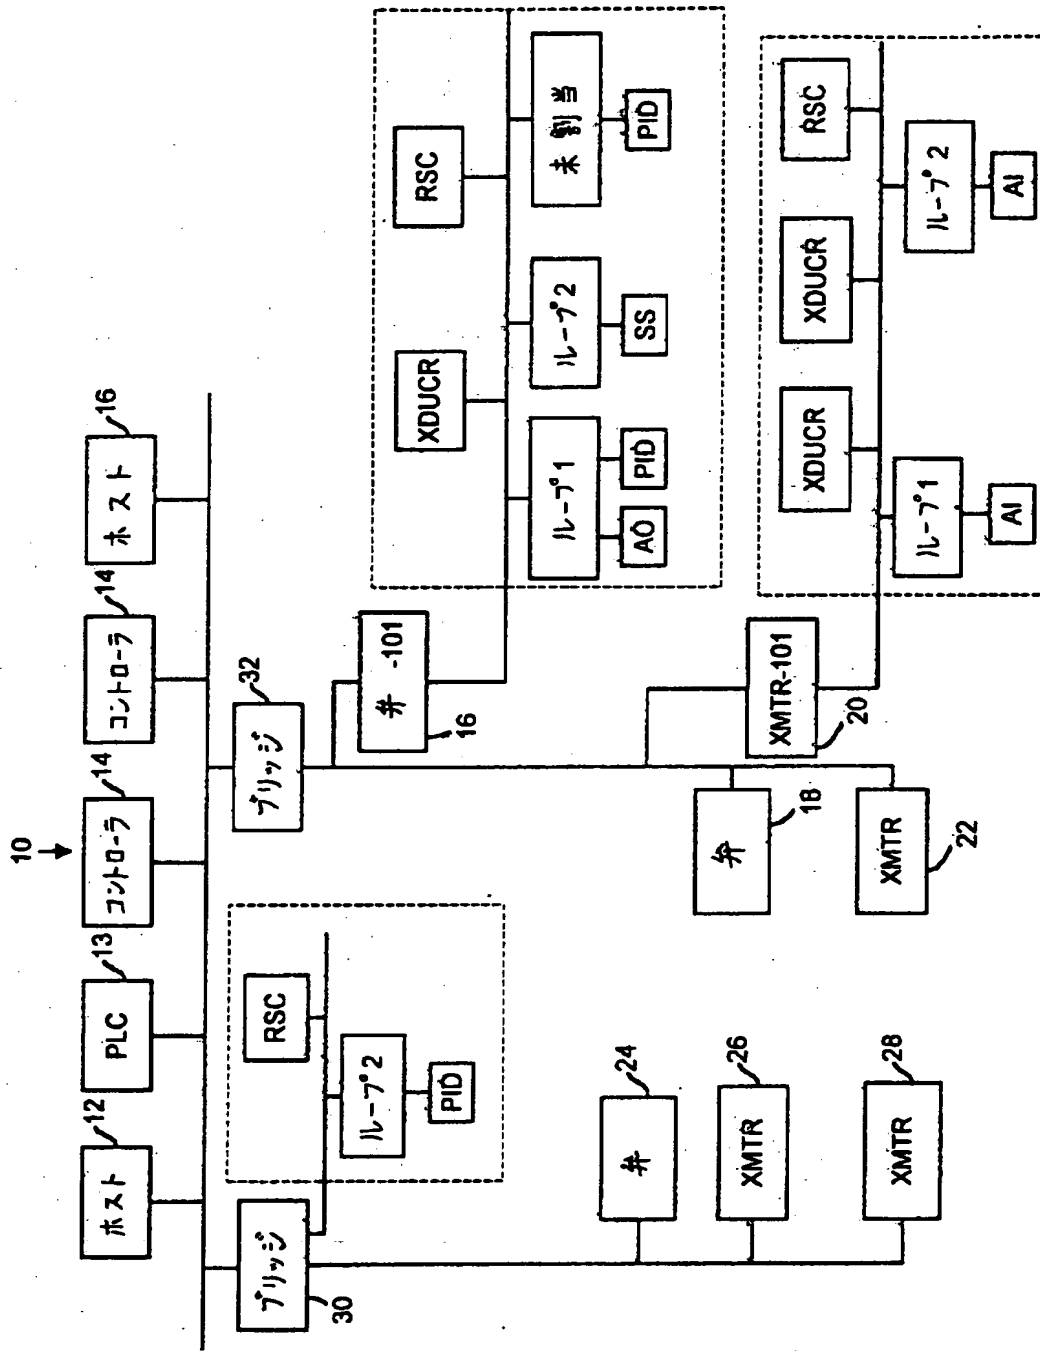 10
ホスト
12
PLC
13
コントローラ
14
コントローラ
14
ホスト
16
ブリッジ
30
RSC
ループ2
PID
弁
24
XMTR
26
XMTR
28
ブリッジ
32
弁 -101
16
RSC
XDUCR
ループ1
AO
PID
ループ2
SS
未割当
PID
XMTR-101
20
弁
18
XMTR
22
XDUCR
XDUCR
RSC
ループ1
AI
ループ2
AI